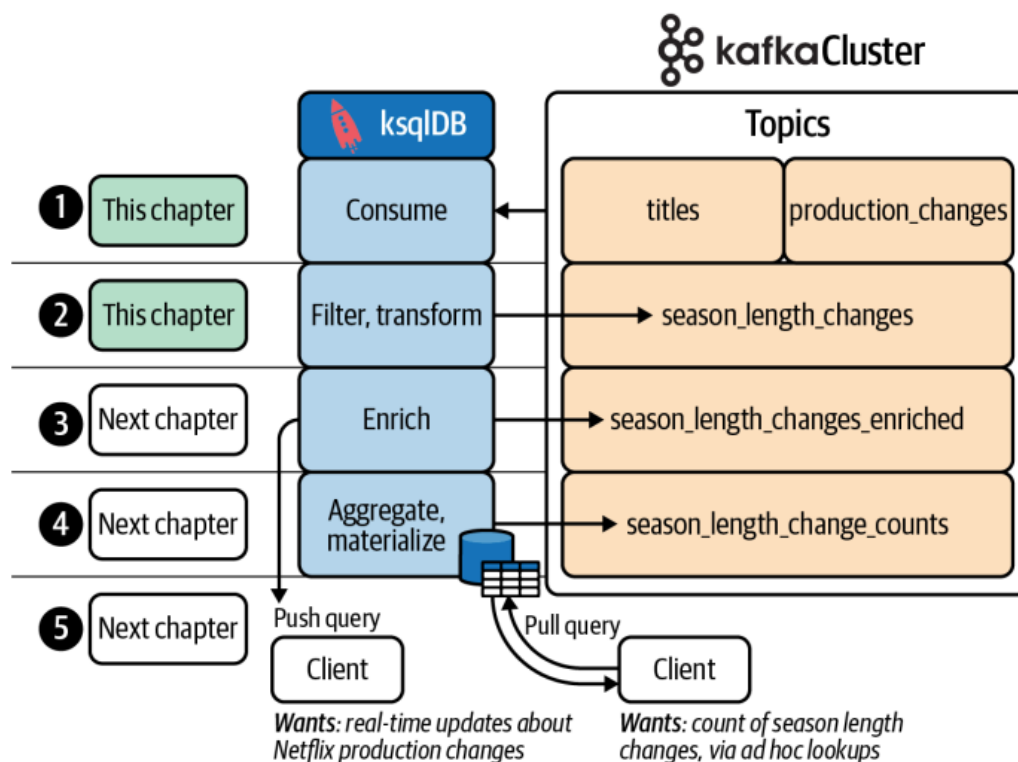 kafka Cluster
ksqlDB
Topics
1
This chapter
Consume
titles
production_changes
2
This chapter
Filter, transform
season_length_changes
3
Next chapter
Enrich
season_length_changes_enriched
4
Next chapter
Aggregate,
materialize
season_length_change_counts
5
Next chapter
Push query
Pull query
Client
Client
Wants: real-time updates about
Netflix production changes
Wants: count of season length
changes, via ad hoc lookups